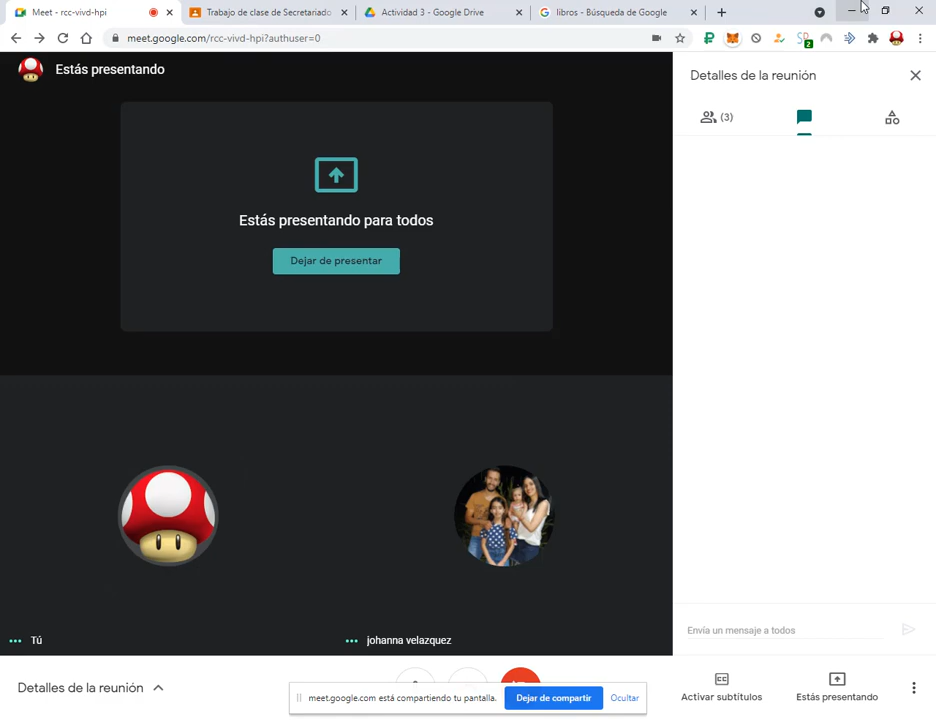 Meet - rcc-vivd-hpi
Trabajo de clase de Secretariado
Actividad 3 - Google Drive
libros - Búsqueda de Google
meet.google.com/rcc-vivd-hpi?authuser=0
2
Estás presentando
Detalles de la reunión
(3)
Estás presentando para todos
Dejar de presentar
Tú
johanna velazquez
Envía un mensaje a todos
Detalles de la reunión
meet.google.com está compartiendo tu pantalla.
Dejar de compartir
Ocultar
Activar subtítulos
Estás presentando